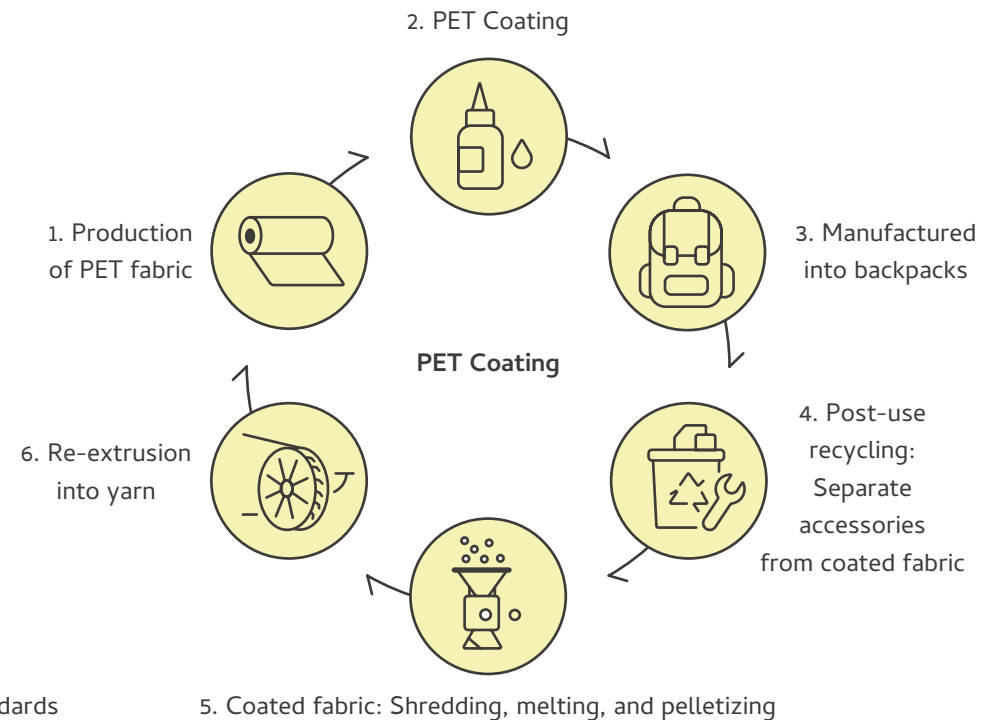 2. PET Coating
1. Production
of PET fabric
3. Manufactured
into backpacks
PET Coating
4. Post-use
recycling:
Separate
accessories
from coated fabric
6. Re-extrusion
into yarn
dards
5. Coated fabric: Shredding, melting, and pelletizing